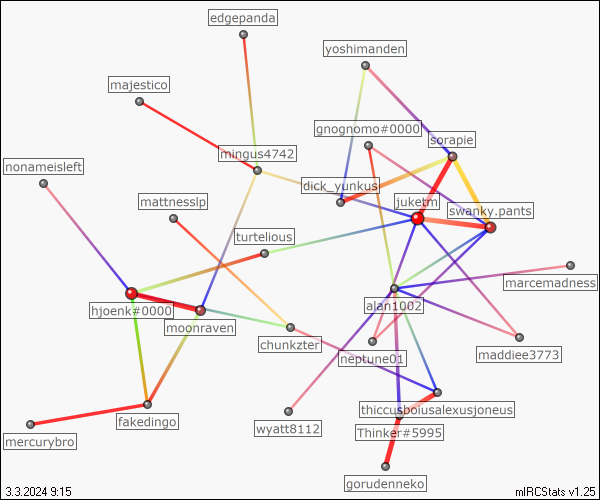 edgepanda
yoshimanden
majestico
gnognomo#0000
sorapie
mingus4742
nonameisleft
dick_yunkus
mattnesslp
juketm
swanky.pants
turtelious
marcemadness
alan1002
hjoenk#0000
moonraven
chunkzter
neptune01
maddiee3773
thiccusboiusalexusjoneus
fakedingo
wyatt8112
Thinker#5995
mercurybro
gorudenneko
3.3.2024 9:15
mIRCStats v1.25